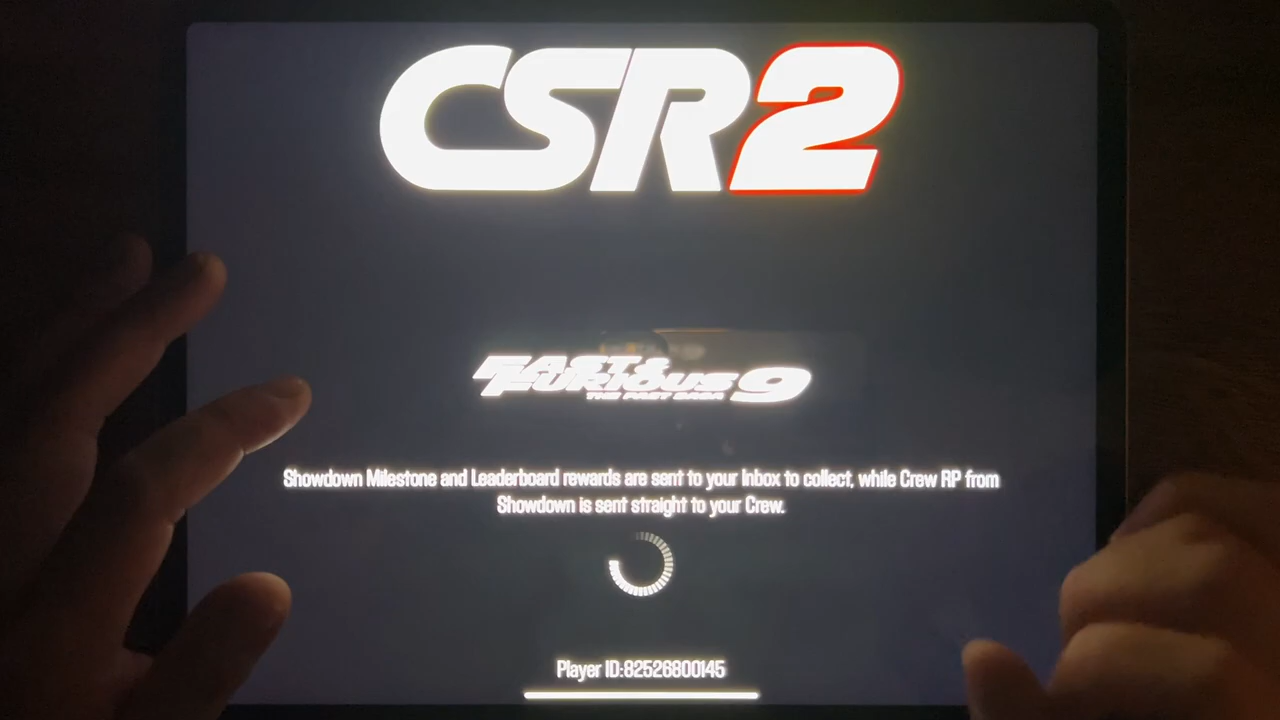 CSR2
FAST &
FURIOUS 9
THE FAST SAGA
Showdown Milestone and Leaderboard rewards are sent to your Inbox to collect, while Crew RP from
Showdown is sent straight to your Crew.
Player ID:82526800145